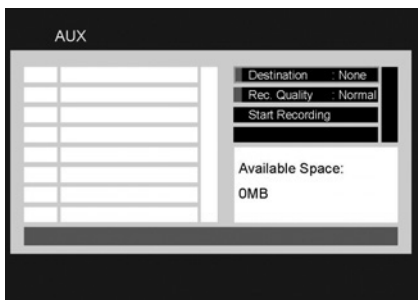 AUX
Destination : None
Rec. Quality : Normal
Start Recording
Available Space:
0MB